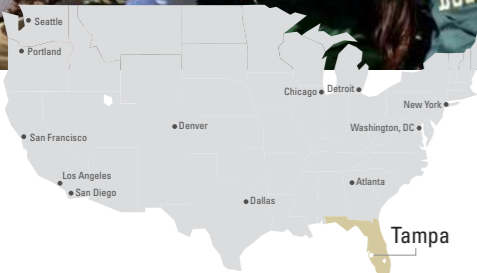 Seattle
Portland
Chicago
Detroit
New York
Denver
Washington, DC
San Francisco
Los Angeles
Atlanta
San Diego
Dallas
Tampa